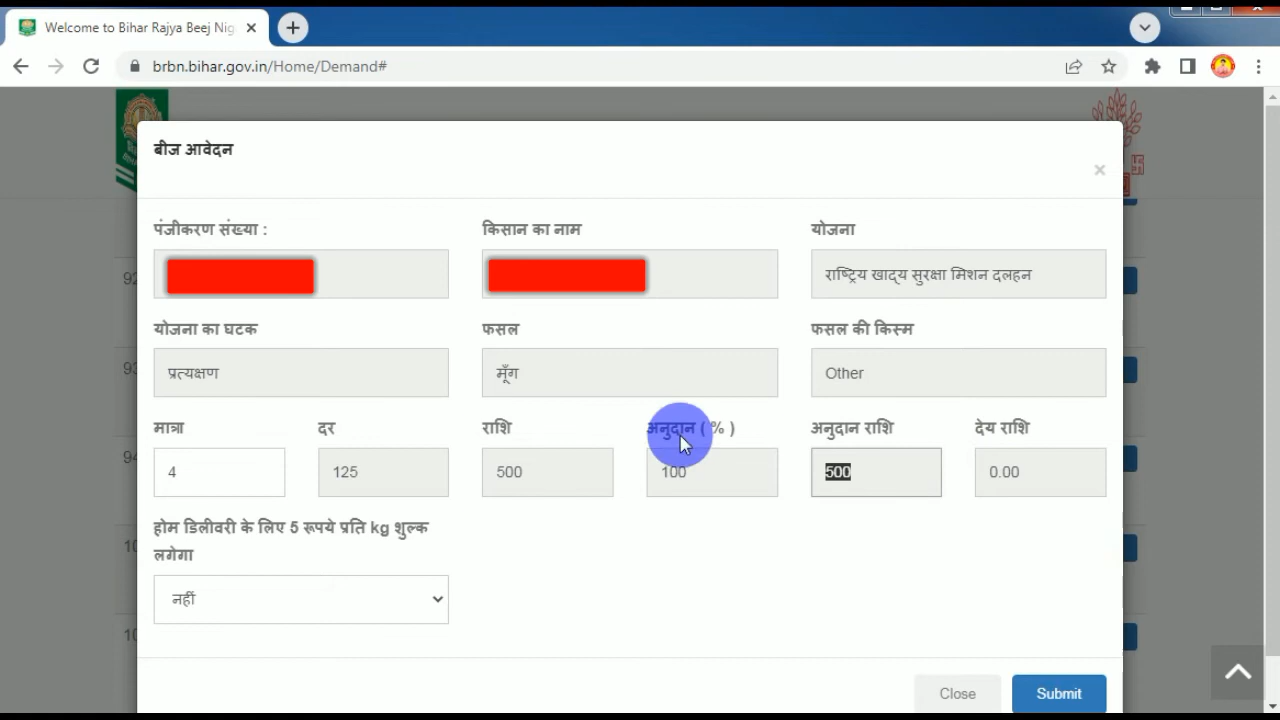 Welcome to Bihar Rajya Beej Nig
brbn.bihar.gov.in/Home/Demand#
बीज आवेदन
×
पंजीकरण संख्या :
किसान का नाम
योजना
राष्ट्रिय खाद्य सुरक्षा मिशन दलहन
योजना का घटक
फसल
फसल की किस्म
प्रत्यक्षण
मूँग
Other
मात्रा
दर
राशि
अनुदान ( % )
अनुदान राशि
देय राशि
4
125
500
100
500
0.00
होम डिलीवरी के लिए 5 रूपये प्रति kg शुल्क
लगेगा
नहीं
Close
Submit